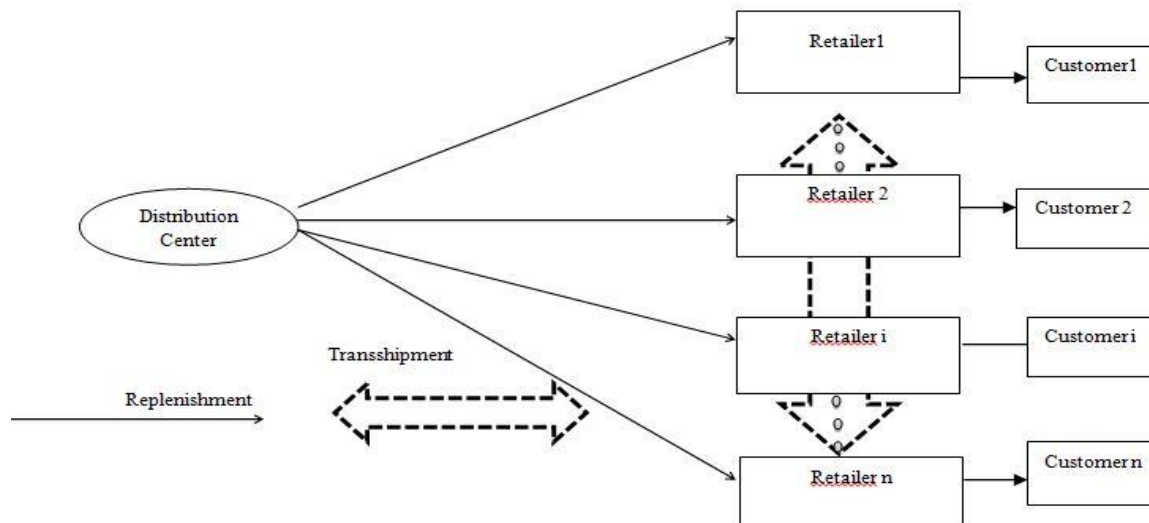 Retailer1
Customer1
Retailer 2
Customer 2
Distribution
Center
Retailer i
Customer i
Transshipment
Replenishment
Retailer n
Customer n